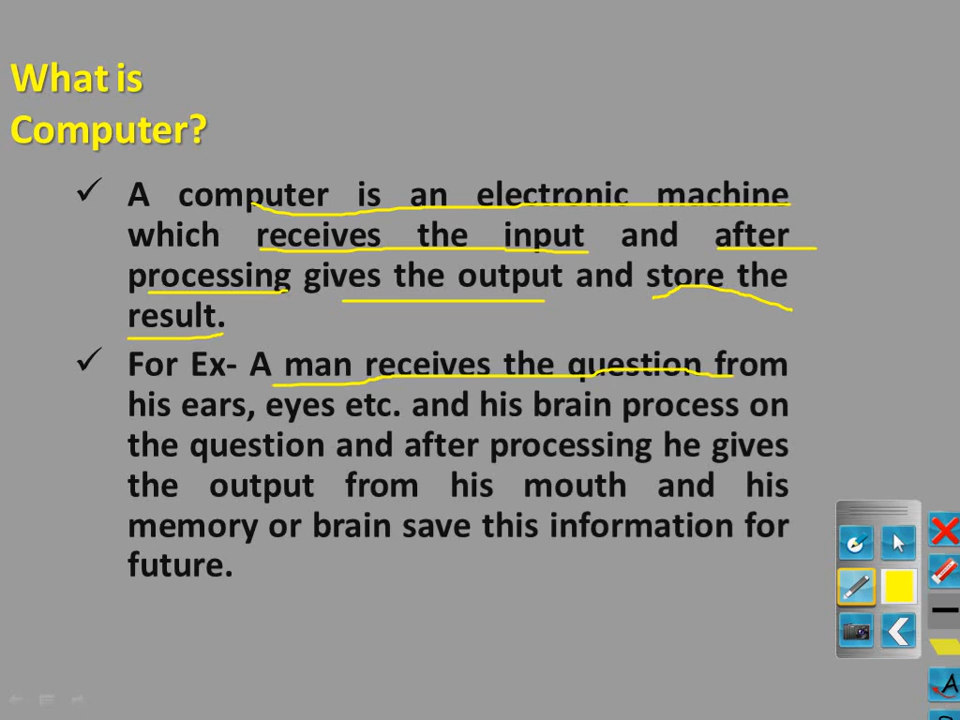 What is
Computer?
✓ A computer is an electronic machine
which receives the input and after
processing gives the output and store the
result.
✓ For Ex- A man receives the question from
his ears, eyes etc. and his brain process on
the question and after processing he gives
the output from his mouth and his
memory or brain save this information for
future.
A